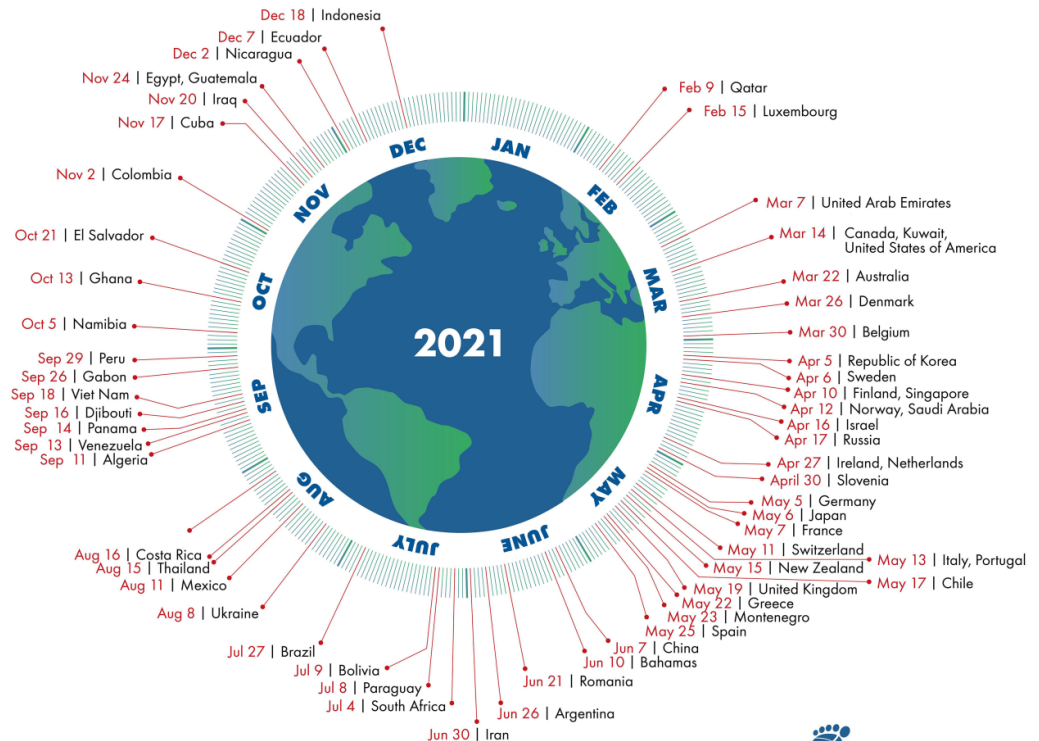 Dec 18 | Indonesia
Dec 7 | Ecuador
Dec 2 | Nicaragua
Nov 24 | Egypt, Guatemala
Nov 20 | Iraq
Nov 17 | Cuba
Nov 2 | Colombia
Oct 21 | El Salvador
Oct 13 | Ghana
Oct 5 | Namibia
Sep 29 | Peru
Sep 26 | Gabon
Sep 18 | Viet Nam
Sep 16 | Djibouti
Sep 14 | Panama
Sep 13 | Venezuela
Sep 11 | Algeria
Aug 16 | Costa Rica
Aug 15 | Thailand
Aug 11 | Mexico
Aug 8 | Ukraine
Jul 27 | Brazil
Jul 9 | Bolivia
Jul 8 | Paraguay
Jul 4 | South Africa
Jun 30 | Iran
Feb 9 | Qatar
Feb 15 | Luxembourg
Mar 7 | United Arab Emirates
Mar 14 | Canada, Kuwait,
United States of America
Mar 22 | Australia
Mar 26 | Denmark
Mar 30 | Belgium
Apr 5 | Republic of Korea
Apr 6 | Sweden
Apr 10 | Finland, Singapore
Apr 12 | Norway, Saudi Arabia
Apr 16 | Israel
Apr 17 | Russia
Apr 27 | Ireland, Netherlands
April 30 | Slovenia
May 5 | Germany
May 6 | Japan
May 7 | France
May 11 | Switzerland
May 13 | Italy, Portugal
May 15 | New Zealand
May 17 | Chile
May 19 | United Kingdom
May 22 | Greece
May 23 | Montenegro
May 25 | Spain
Jun 7 | China
Jun 10 | Bahamas
Jun 21 | Romania
Jun 26 | Argentina
JAN
FEB
MAR
APR
MAY
JUNE
JULY
AUG
SEP
OCT
NOV
DEC
2021